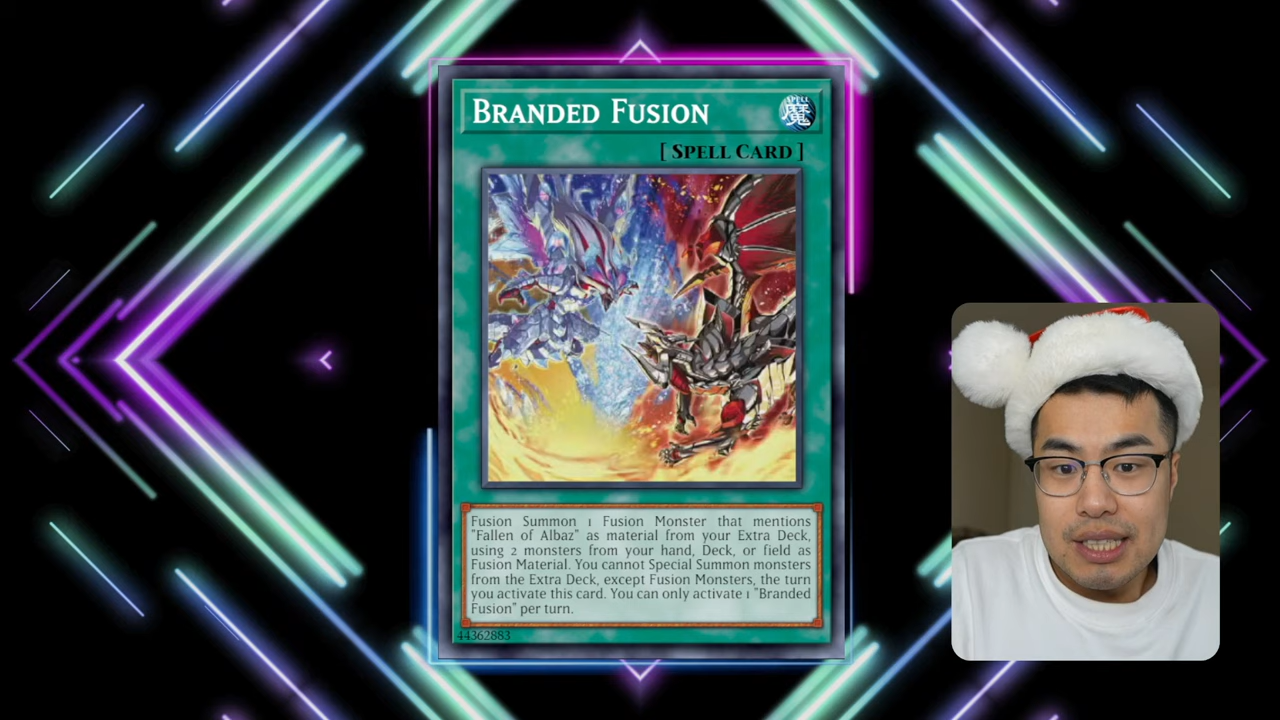 BRANDED FUSION
SPELL
魔
[ SPELL CARD ]
Fusion Summon 1 Fusion Monster that mentions
"Fallen of Albaz" as material from your Extra Deck,
using 2 monsters from your hand, Deck, or field as
Fusion Material. You cannot Special Summon monsters
from the Extra Deck, except Fusion Monsters, the turn
you activate this card. You can only activate 1 "Branded
Fusion" per turn.
44362883